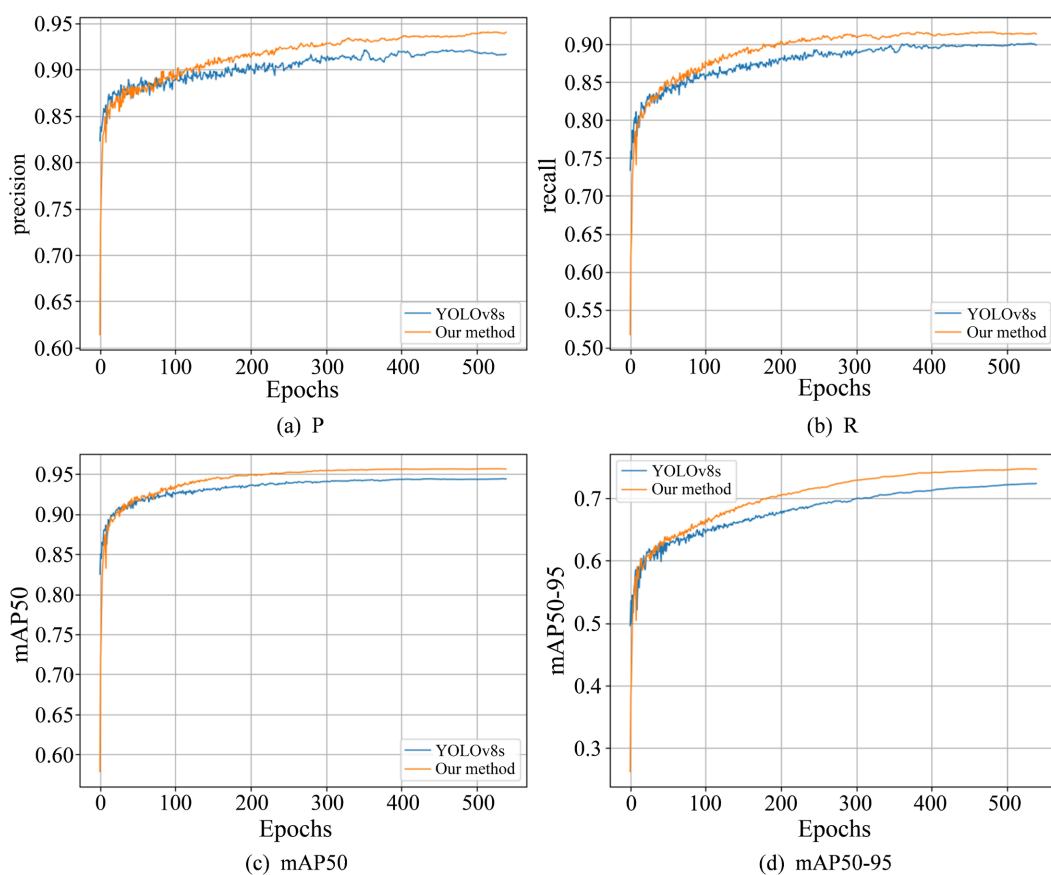 0.95
0.90
0.85
0.80
0.75
0.70
0.65
0.60
precision
YOLOv8s
Our method
0 100 200 300 400 500
Epochs
(a) P
0.90
0.85
0.80
0.75
0.70
0.65
0.60
0.55
0.50
recall
YOLOv8s
Our method
0 100 200 300 400 500
Epochs
(b) R
0.95
0.90
0.85
0.80
0.75
0.70
0.65
0.60
mAP50
YOLOv8s
Our method
0 100 200 300 400 500
Epochs
(c) mAP50
YOLOv8s
Our method
0.7
0.6
0.5
0.4
0.3
mAP50-95
0 100 200 300 400 500
Epochs
(d) mAP50-95